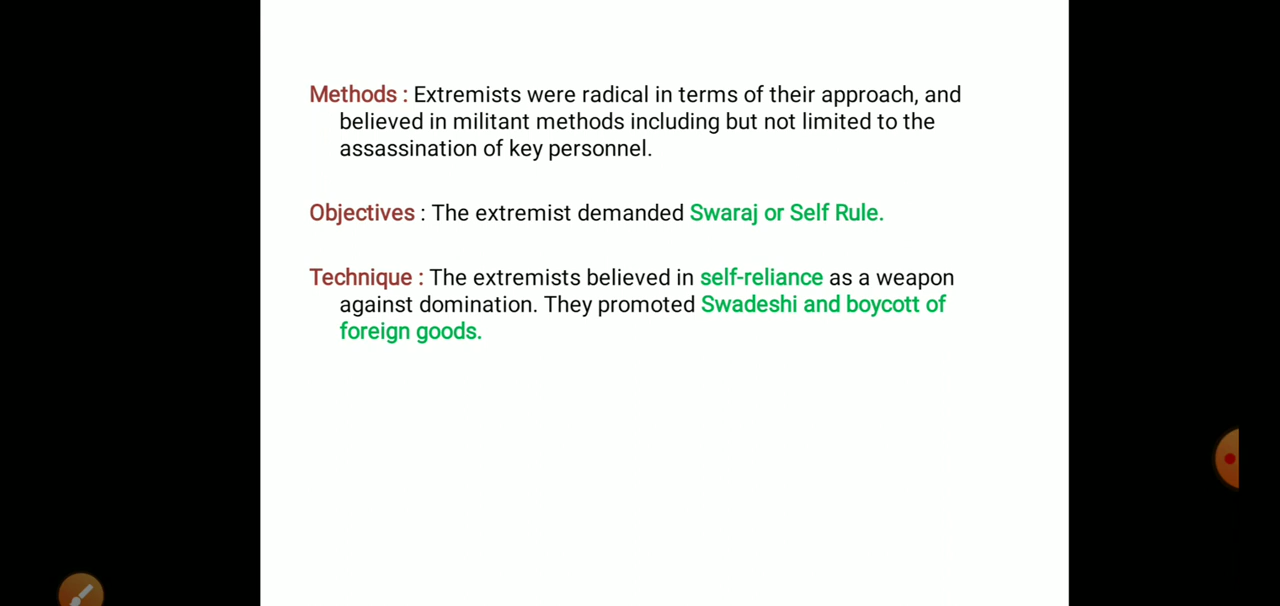 Methods : Extremists were radical in terms of their approach, and
believed in militant methods including but not limited to the
assassination of key personnel.
Objectives : The extremist demanded Swaraj or Self Rule.
Technique : The extremists believed in self-reliance as a weapon
against domination. They promoted Swadeshi and boycott of
foreign goods.